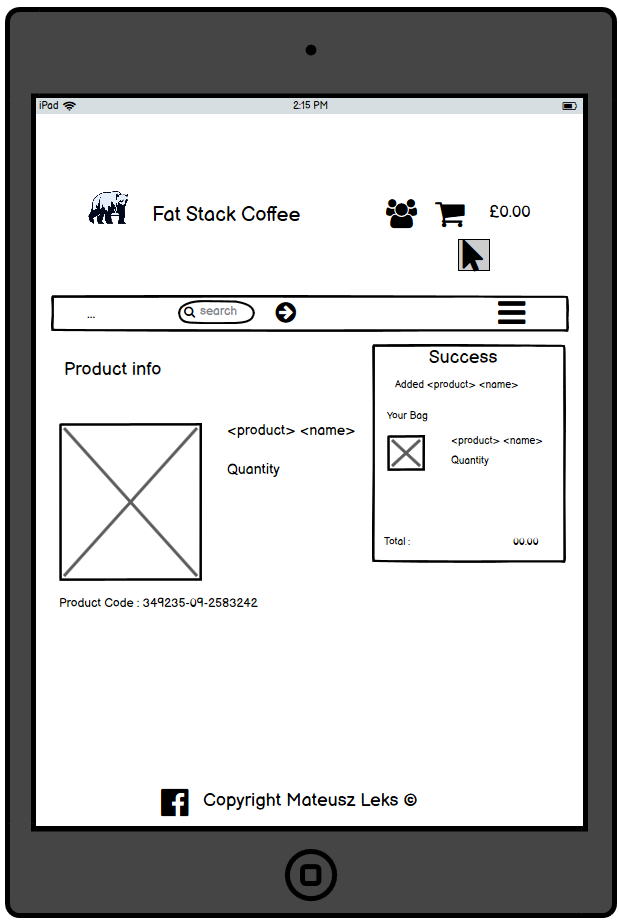 iPad 2:15 PM
Fat Stack Coffee £0.00
... search
Product info
Success
Added <product> <name>
Your Bag
<product> <name>
Quantity
Total : 00.00
<product> <name>
Quantity
Product Code : 349235-09-2583242
Copyright Mateusz Leks ©